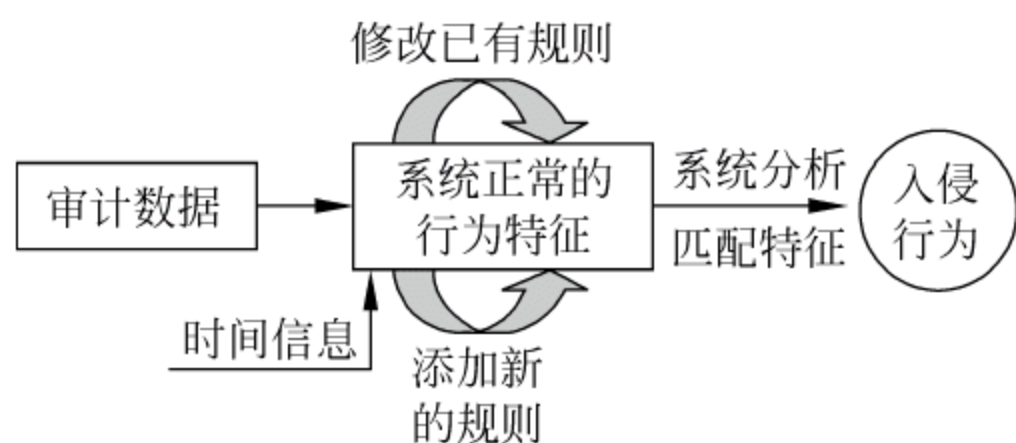 修改已有规则
审计数据
系统正常的
行为特征
系统分析
匹配特征
入侵
行为
时间信息
添加新
的规则